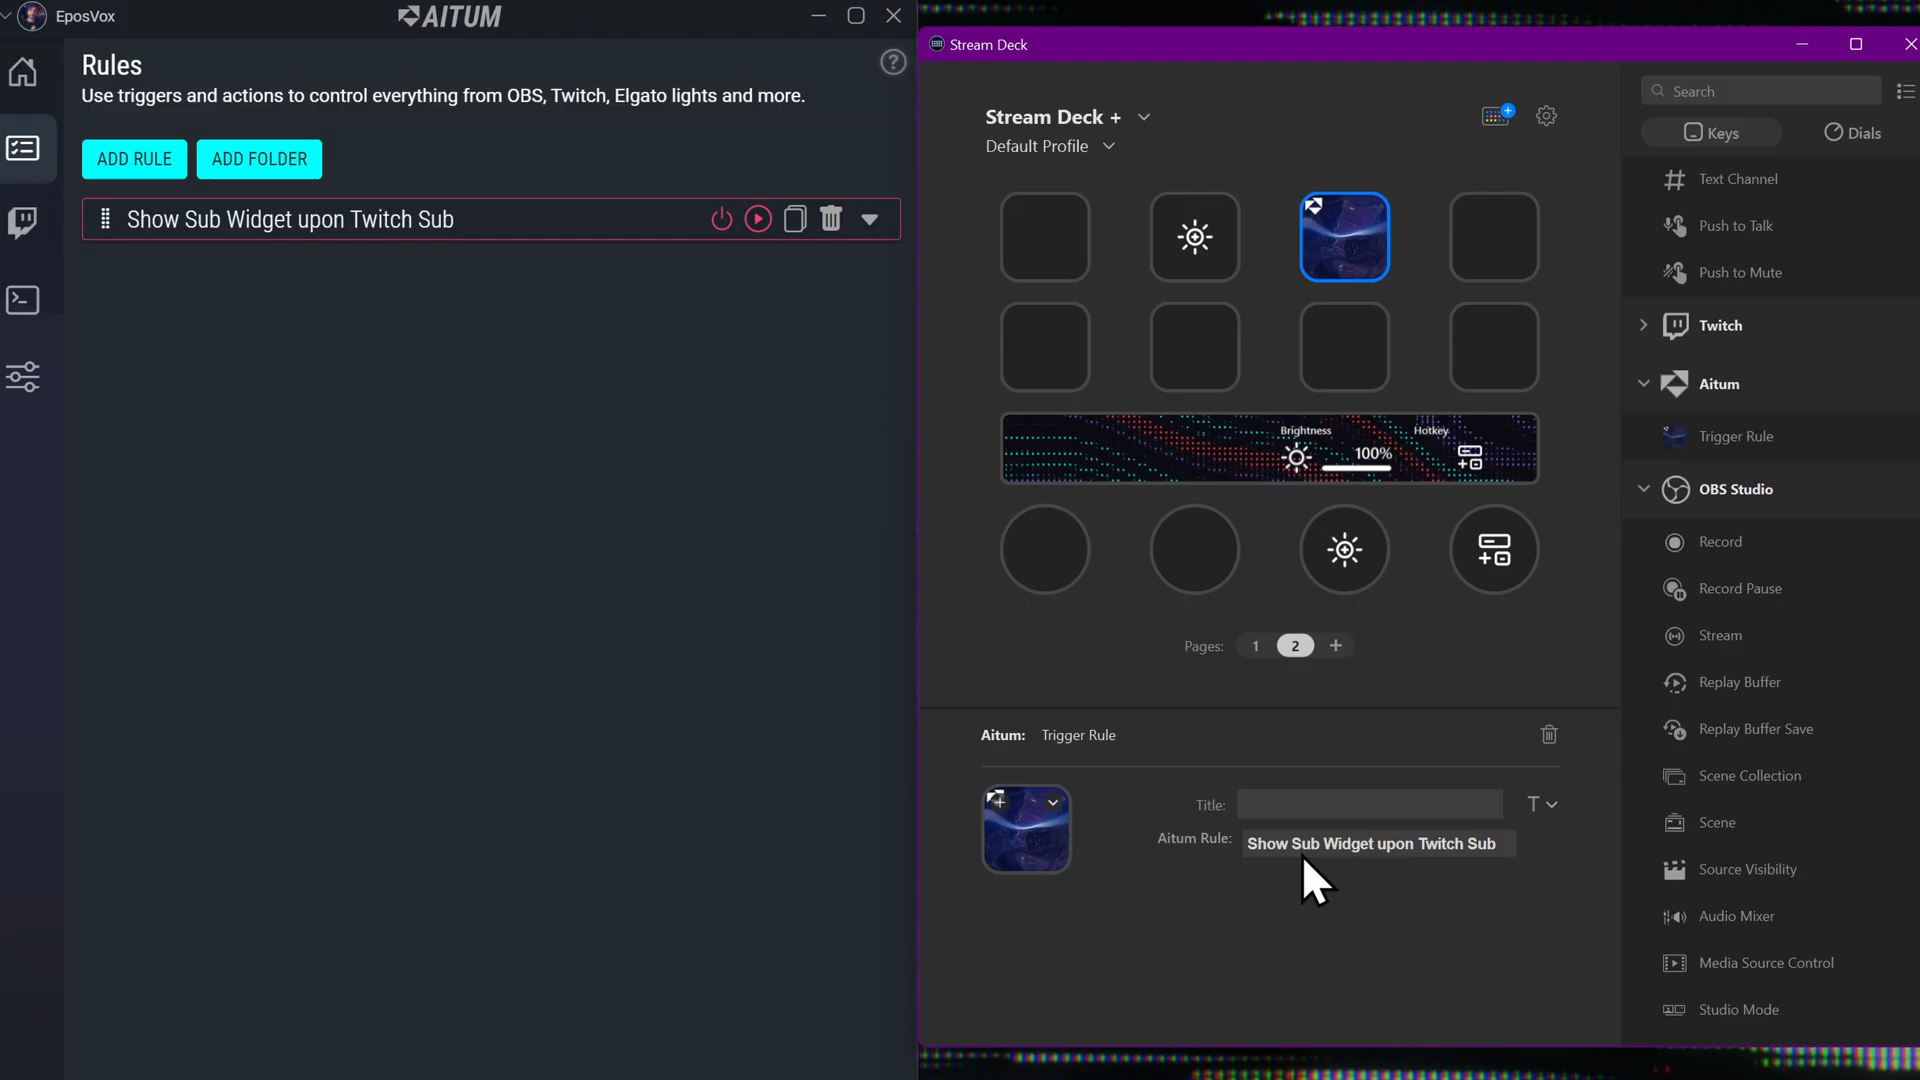 EposVox
AITUM
Rules
Use triggers and actions to control everything from OBS, Twitch, Elgato lights and more.
ADD RULE
ADD FOLDER
Show Sub Widget upon Twitch Sub
Stream Deck
Stream Deck +
Default Profile
Brightness
100%
Hotkey
Pages:
1
2
+
Aitum: Trigger Rule
Title:
T
Aitum Rule:
Show Sub Widget upon Twitch Sub
Search
Keys
Dials
Text Channel
Push to Talk
Push to Mute
Twitch
Aitum
Trigger Rule
OBS Studio
Record
Record Pause
Stream
Replay Buffer
Replay Buffer Save
Scene Collection
Scene
Source Visibility
Audio Mixer
Media Source Control
Studio Mode